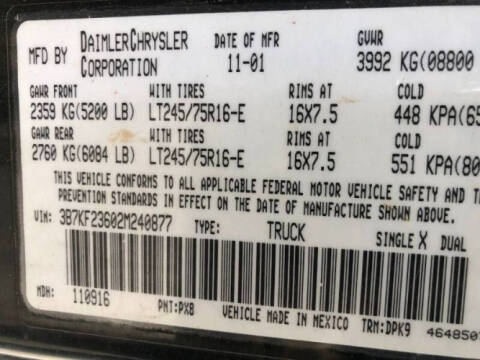 MFD BY DAIMLERCHRYSLER CORPORATION DATE OF MFR 11-01 GVWR 3992 KG(08800
GAWR FRONT WITH TIRES RIMS AT COLD
2359 KG(5200 LB) LT245/75R16-E 16X7.5 448 KPA(65
GAWR REAR WITH TIRES RIMS AT COLD
2760 KG(6084 LB) LT245/75R16-E 16X7.5 551 KPA(80
THIS VEHICLE CONFORMS TO ALL APPLICABLE FEDERAL MOTOR VEHICLE SAFETY AND
PREVENTION STANDARDS IN EFFECT ON THE DATE OF MANUFACTURE SHOWN ABOVE.
VIN: 3B7KF23602M240877 TYPE: TRUCK SINGLE X DUAL
MDH: 110916 PNT: PX8 VEHICLE MADE IN MEXICO TRM: DPK9 464850